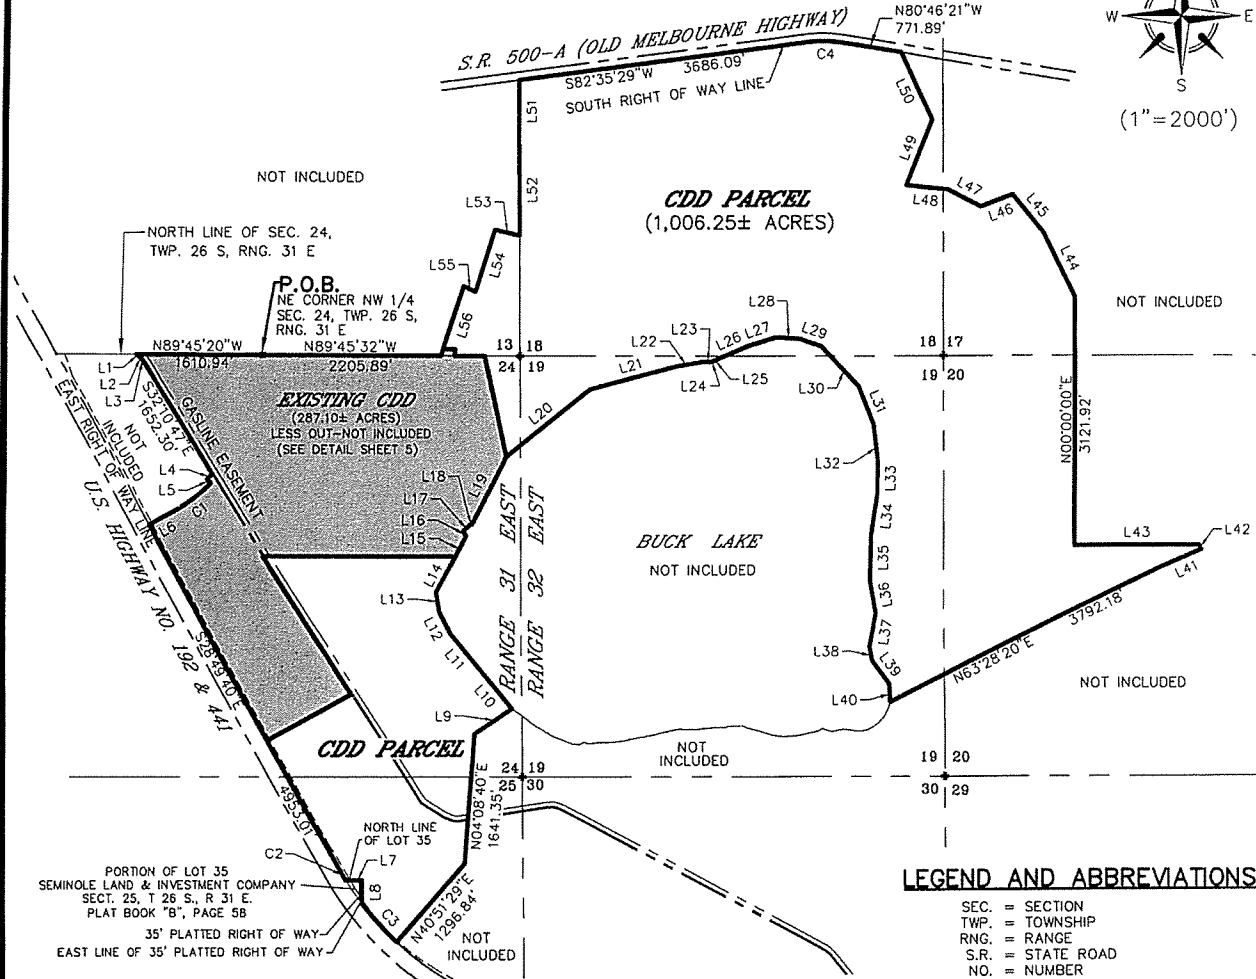 N80°46'21"W
771.89'
W
E
S
(1"=2000')
S.R. 500-A (OLD MELBOURNE HIGHWAY)
S82°35'29"W 3686.09'
SOUTH RIGHT OF WAY LINE
C4
L50
L51
L49
L52
L48
L47
L46
L45
L44
NOT INCLUDED
CDD PARCEL
(1,006.25± ACRES)
L53
L54
L55
L56
NORTH LINE OF SEC. 24,
TWP. 26 S, RNG. 31 E
P.O.B.
NE CORNER NW 1/4
SEC. 24, TWP. 26 S,
RNG. 31 E
N89°45'20"W
1610.94'
N89°45'32"W
2205.89'
13 18
24 19
18 17
19 20
NOT INCLUDED
L28
L23
L22
L26
L27
L29
L21
L24
L25
L30
L20
L31
L32
L33
L34
L35
L36
L37
L38
L39
L40
L1
L2
L3
S32°10'47"E
1652.30'
GASLINE EASEMENT
NOT
INCLUDED
EAST RIGHT OF WAY LINE
U.S. HIGHWAY NO. 192 & 441
EXISTING CDD
(287.10± ACRES)
LESS OUT-NOT INCLUDED
(SEE DETAIL SHEET 5)
L4
L5
C1
L6
L18
L19
L17
L16
L15
L14
L13
L12
L11
L10
L9
RANGE 31 EAST
RANGE 32 EAST
BUCK LAKE
NOT INCLUDED
N00°00'00"E
3121.92'
L43
L42
L41
N63°28'20"E
3792.18'
NOT INCLUDED
S28°49'40"E
4953.01'
CDD PARCEL
NOT
INCLUDED
24 19
25 30
19 20
30 29
N04°08'40"E
1641.35'
NORTH LINE
OF LOT 35
C2
L7
L8
C3
N40°51'29"E
1296.84'
NOT
INCLUDED
PORTION OF LOT 35
SEMINOLE LAND & INVESTMENT COMPANY
SECT. 25, T 26 S., R 31 E.
PLAT BOOK "B", PAGE 5B
35' PLATTED RIGHT OF WAY
EAST LINE OF 35' PLATTED RIGHT OF WAY
LEGEND AND ABBREVIATIONS
SEC. = SECTION
TWP. = TOWNSHIP
RNG. = RANGE
S.R. = STATE ROAD
NO. = NUMBER